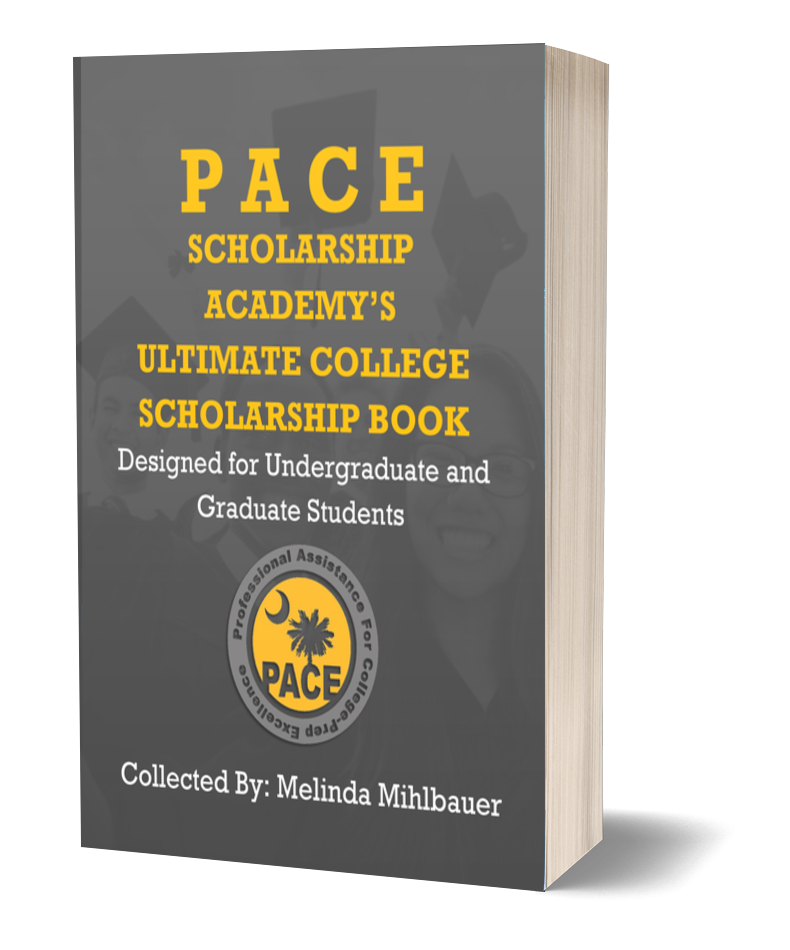 PACE
SCHOLARSHIP
ACADEMY’S
ULTIMATE COLLEGE
SCHOLARSHIP BOOK
Designed for Undergraduate and
Graduate Students
Professional Assistance For College-Prep Excellence
PACE
Collected By: Melinda Mihlbauer